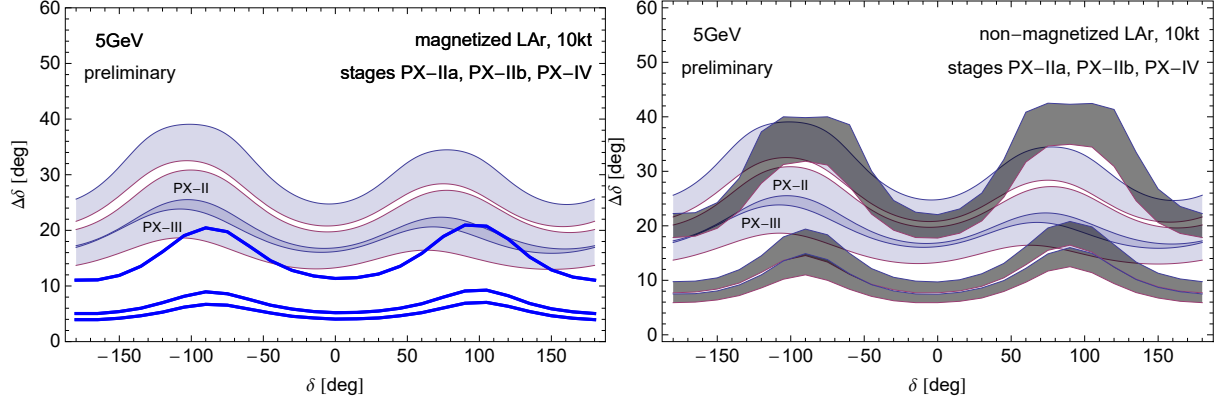 60
50
40
30
20
10
0
Δδ [deg]
5GeV
magnetized LAr, 10kt
preliminary
stages PX−IIa, PX−IIb, PX−IV
PX−II
PX−III
−150
−100
−50
0
50
100
150
δ [deg]
60
50
40
30
20
10
0
Δδ [deg]
5GeV
non−magnetized LAr, 10kt
preliminary
stages PX−IIa, PX−IIb, PX−IV
PX−II
PX−III
−150
−100
−50
0
50
100
150
δ [deg]